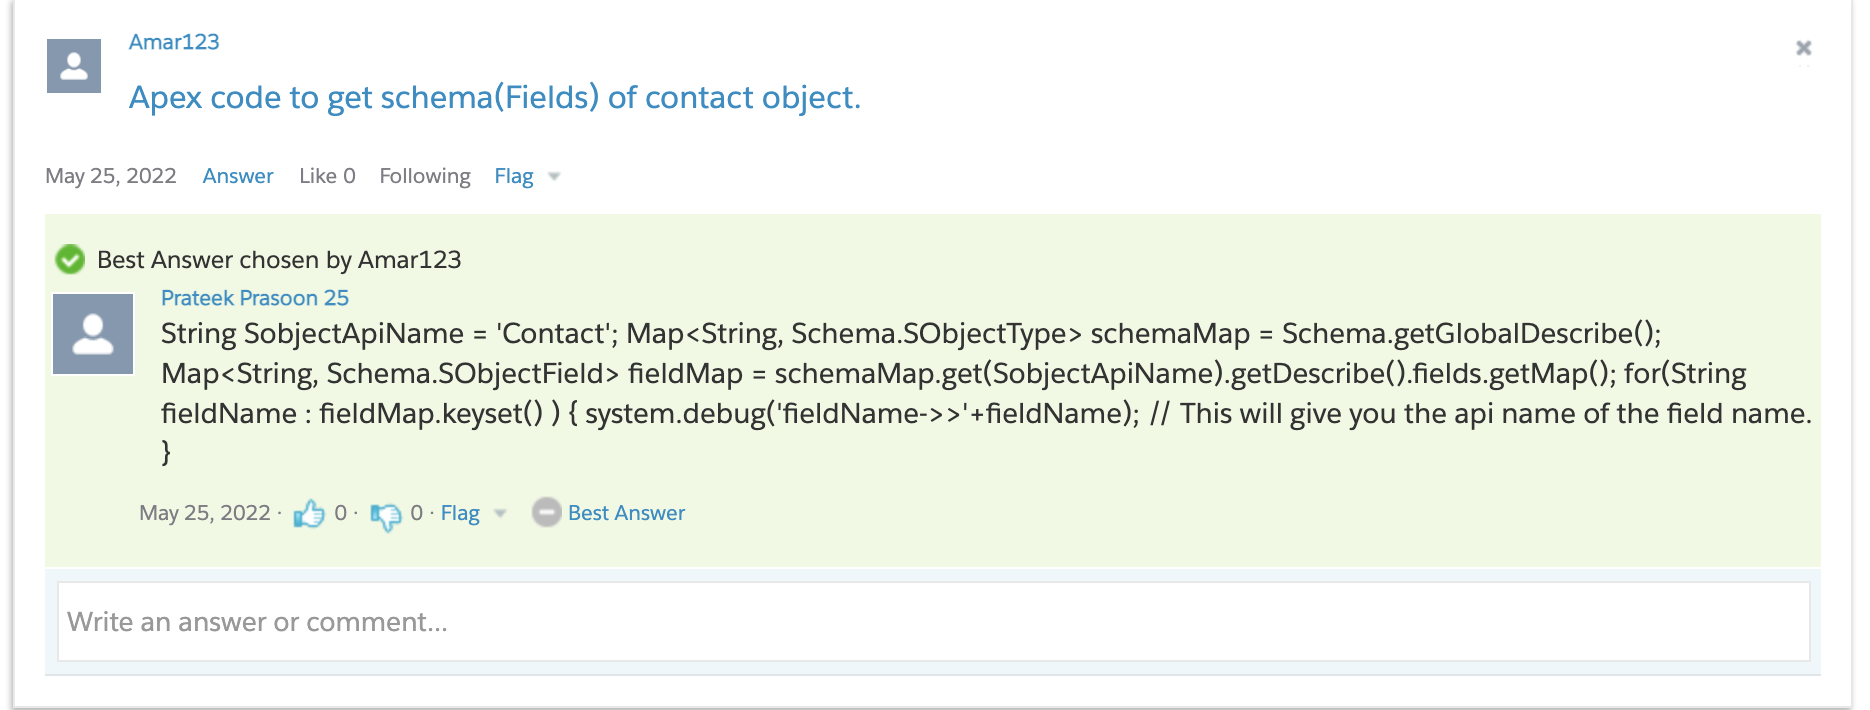 Amar123
Apex code to get schema(Fields) of contact object.
May 25, 2022 Answer Like 0 Following Flag
Best Answer chosen by Amar123
Prateek Prasoon 25
String SobjectApiName = 'Contact'; Map<String, Schema.SObjectType> schemaMap = Schema.getGlobalDescribe();
Map<String, Schema.SObjectField> fieldMap = schemaMap.get(SobjectApiName).getDescribe().fields.getMap(); for(String
fieldName : fieldMap.keyset() ) { system.debug('fieldName->>'+fieldName); // This will give you the api name of the field name.
}
May 25, 2022 · 0 · 0 · Flag Best Answer
Write an answer or comment...